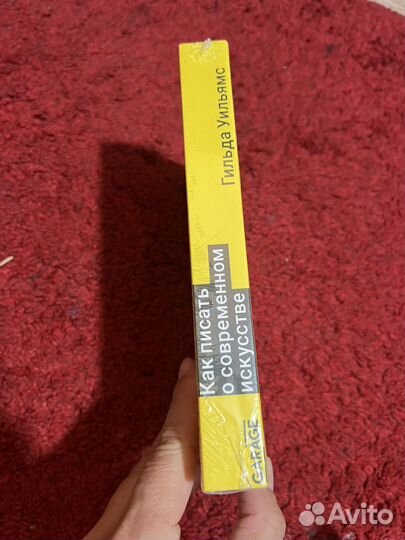 Гильда Уильямс
Как писать
о современном
искусстве
GARAGE
Avito